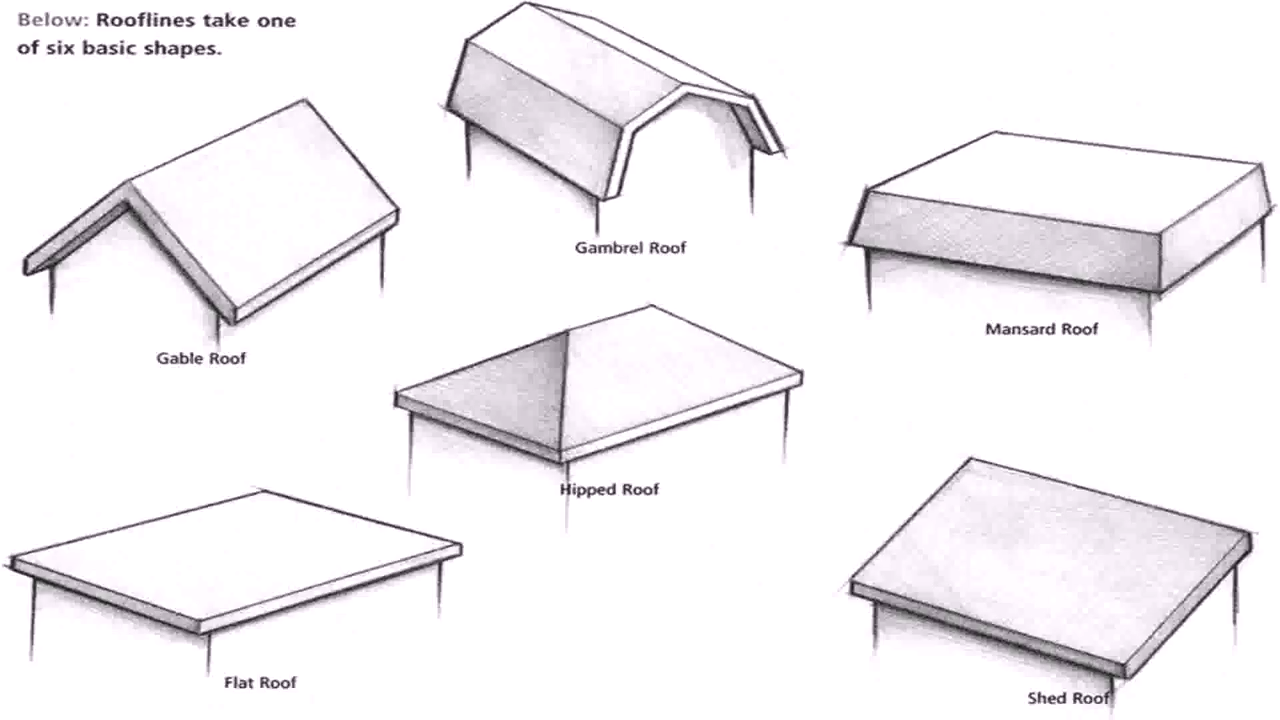 Below: Rooflines take one
of six basic shapes.
Gambrel Roof
Mansard Roof
Gable Roof
Hipped Roof
Flat Roof
Shed Roof